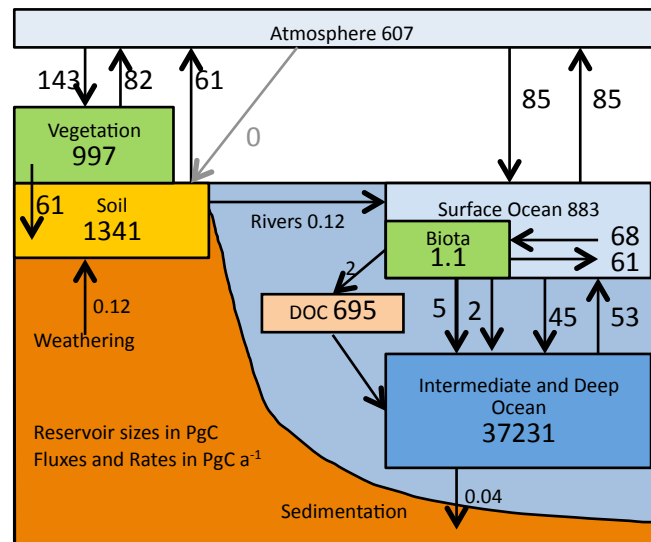 Atmosphere 607
143
82
61
0
85
85
Vegetation
997
61
Soil
1341
Rivers 0.12
Surface Ocean 883
Biota
1.1
68
61
2
DOC 695
5
2
45
53
0.12
Weathering
Intermediate and Deep
Ocean
37231
Reservoir sizes in PgC
Fluxes and Rates in PgC a⁻¹
0.04
Sedimentation